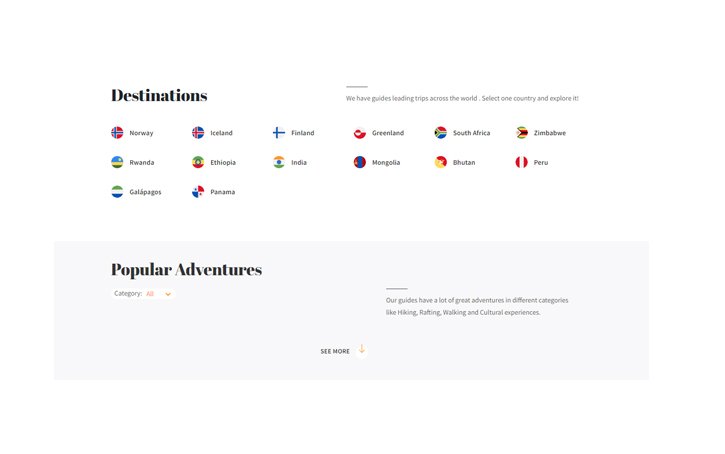 Destinations
We have guides leading trips across the world . Select one country and explore it!
Norway
Iceland
Finland
Greenland
South Africa
Zimbabwe
Rwanda
Ethiopia
India
Mongolia
Bhutan
Peru
Galápagos
Panama
Popular Adventures
Category: All
Our guides have a lot of great adventures in different categories
like Hiking, Rafting, Walking and Cultural experiences.
SEE MORE